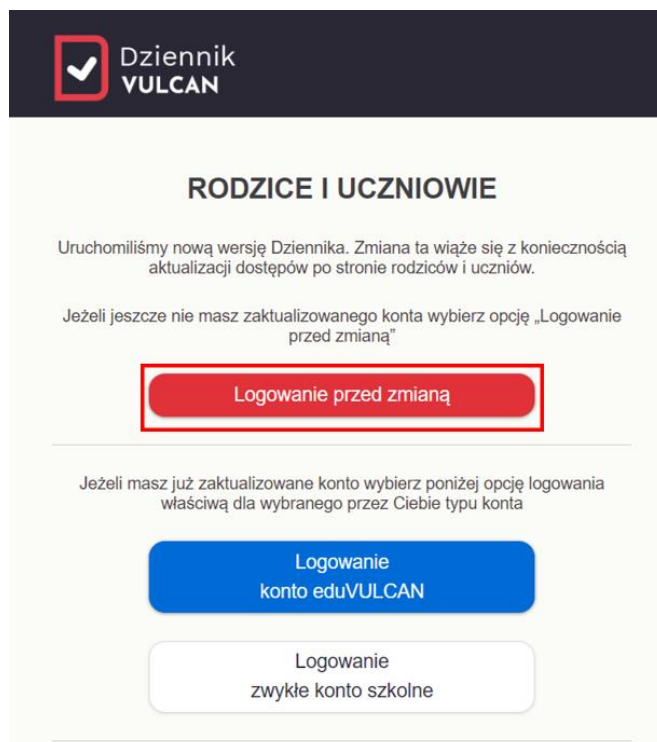 Dziennik
VULCAN
RODZICE I UCZNIOWIE
Uruchomiliśmy nową wersję Dziennika. Zmiana ta wiąże się z koniecznością
aktualizacji dostępów po stronie rodziców i uczniów.
Jeżeli jeszcze nie masz zaktualizowanego konta wybierz opcję „Logowanie
przed zmianą”
Logowanie przed zmianą
Jeżeli masz już zaktualizowane konto wybierz poniżej opcję logowania
właściwą dla wybranego przez Ciebie typu konta
Logowanie
konto eduVULCAN
Logowanie
zwykłe konto szkolne